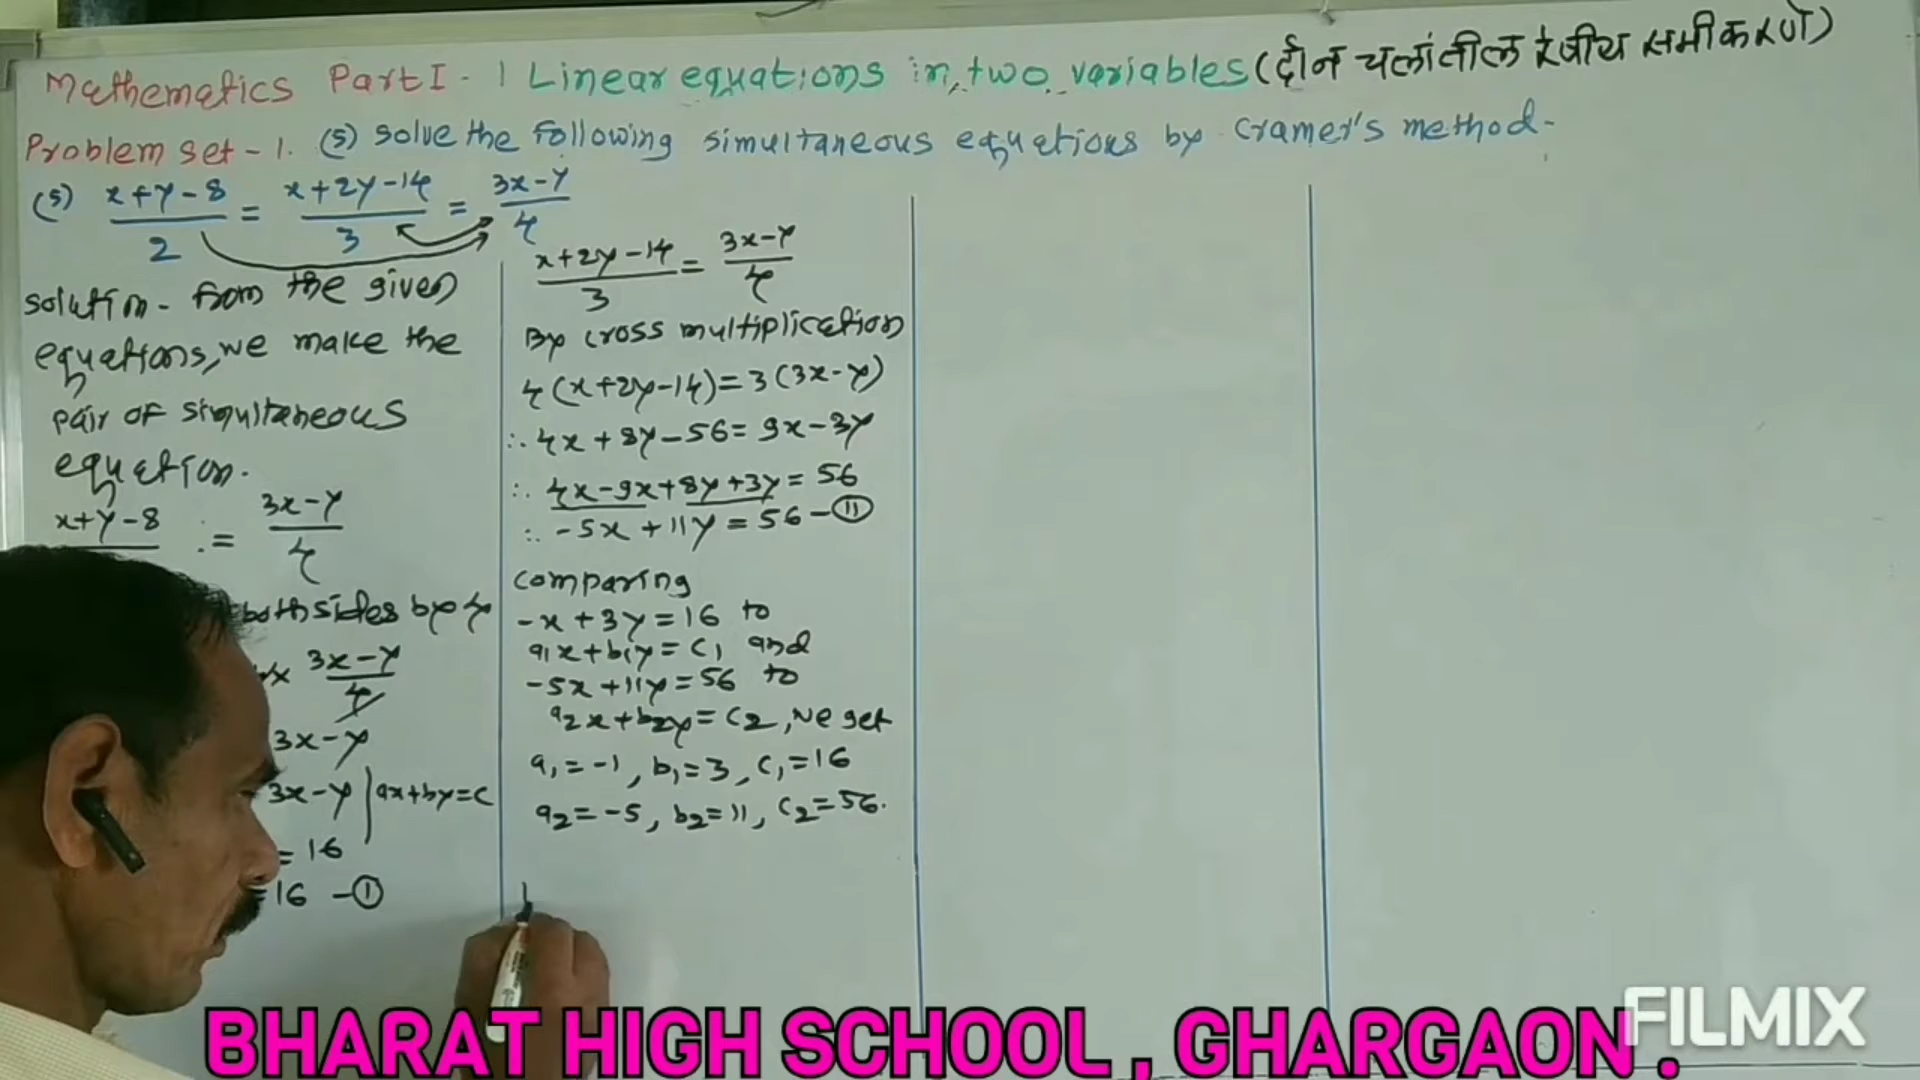 Mathematics Part I - 1 Linear equations in two variables (दोन चलांतील रेषीय समीकरणे)
Problem set - 1. (5) solve the following simultaneous equations by Cramer's method-
(5) x+y-8/2 = x+2y-14/3 = 3x-y/4
solution - from the given
equations, we make the
pair of simultaneous
equation.
x+y-8 = 3x-y/4
both sides by 4
× 3x-y/4
3x-y
3x-y | ax+by=c
= 16
= 16 - ①
x+2y-14/3 = 3x-y/4
By cross multiplication
4(x+2y-14)=3(3x-y)
∴ 4x+8y-56=9x-3y
∴ 4x-9x+8y+3y=56
∴ -5x+11y=56 - ⑪
comparing
-x+3y=16 to
a1x+b1y=c1 and
-5x+11y=56 to
a2x+b2y=c2, we get
a1=-1, b1=3, c1=16
a2=-5, b2=11, c2=56.
BHARAT HIGH SCHOOL , GHARGAON .
FILMIX